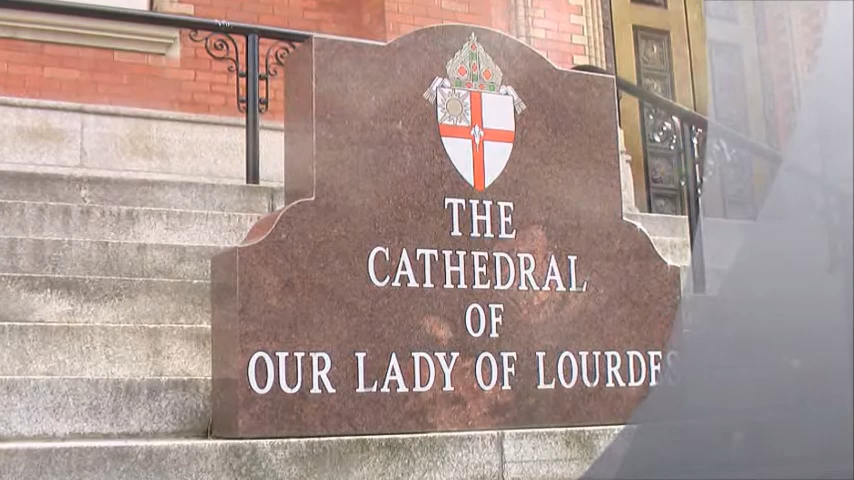 THE
CATHEDRAL
OF
OUR LADY OF LOURDES